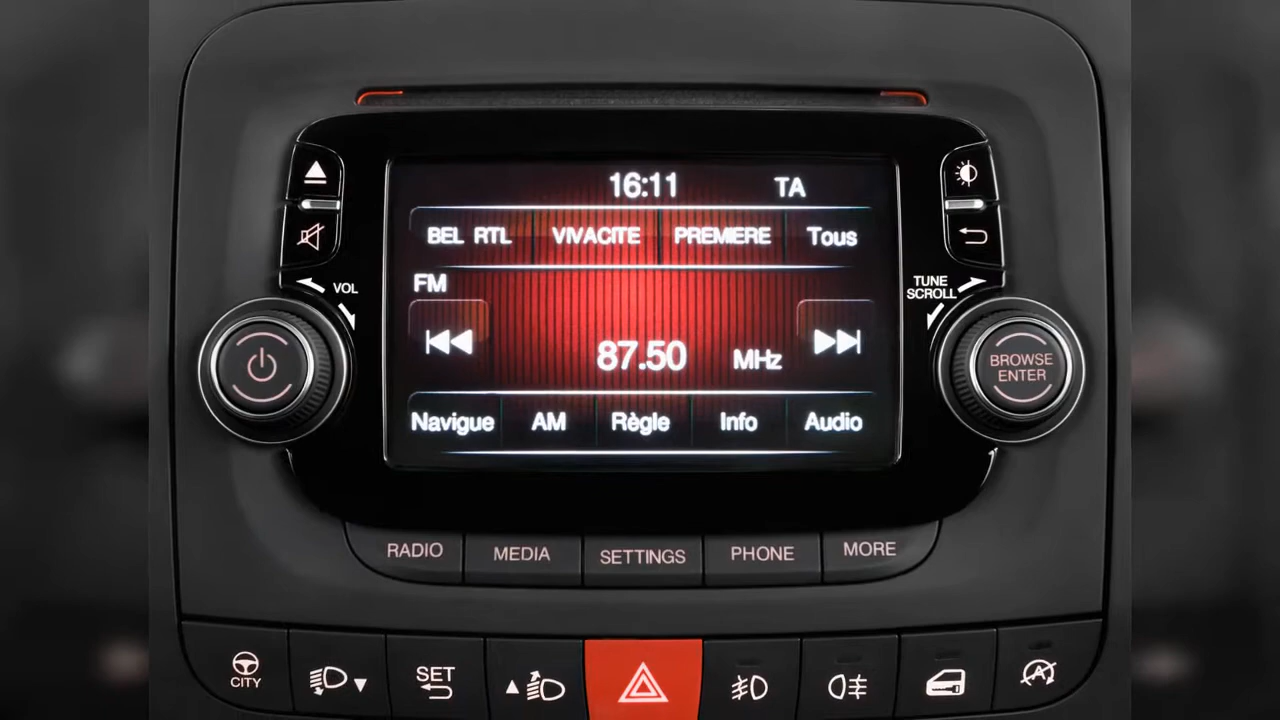 16:11 TA
BEL RTL VIVACITE PREMIERE Tous
VOL
FM
TUNE
SCROLL
87.50 MHz
BROWSE
ENTER
Navigue AM Règle Info Audio
RADIO MEDIA SETTINGS PHONE MORE
CITY
SET
A